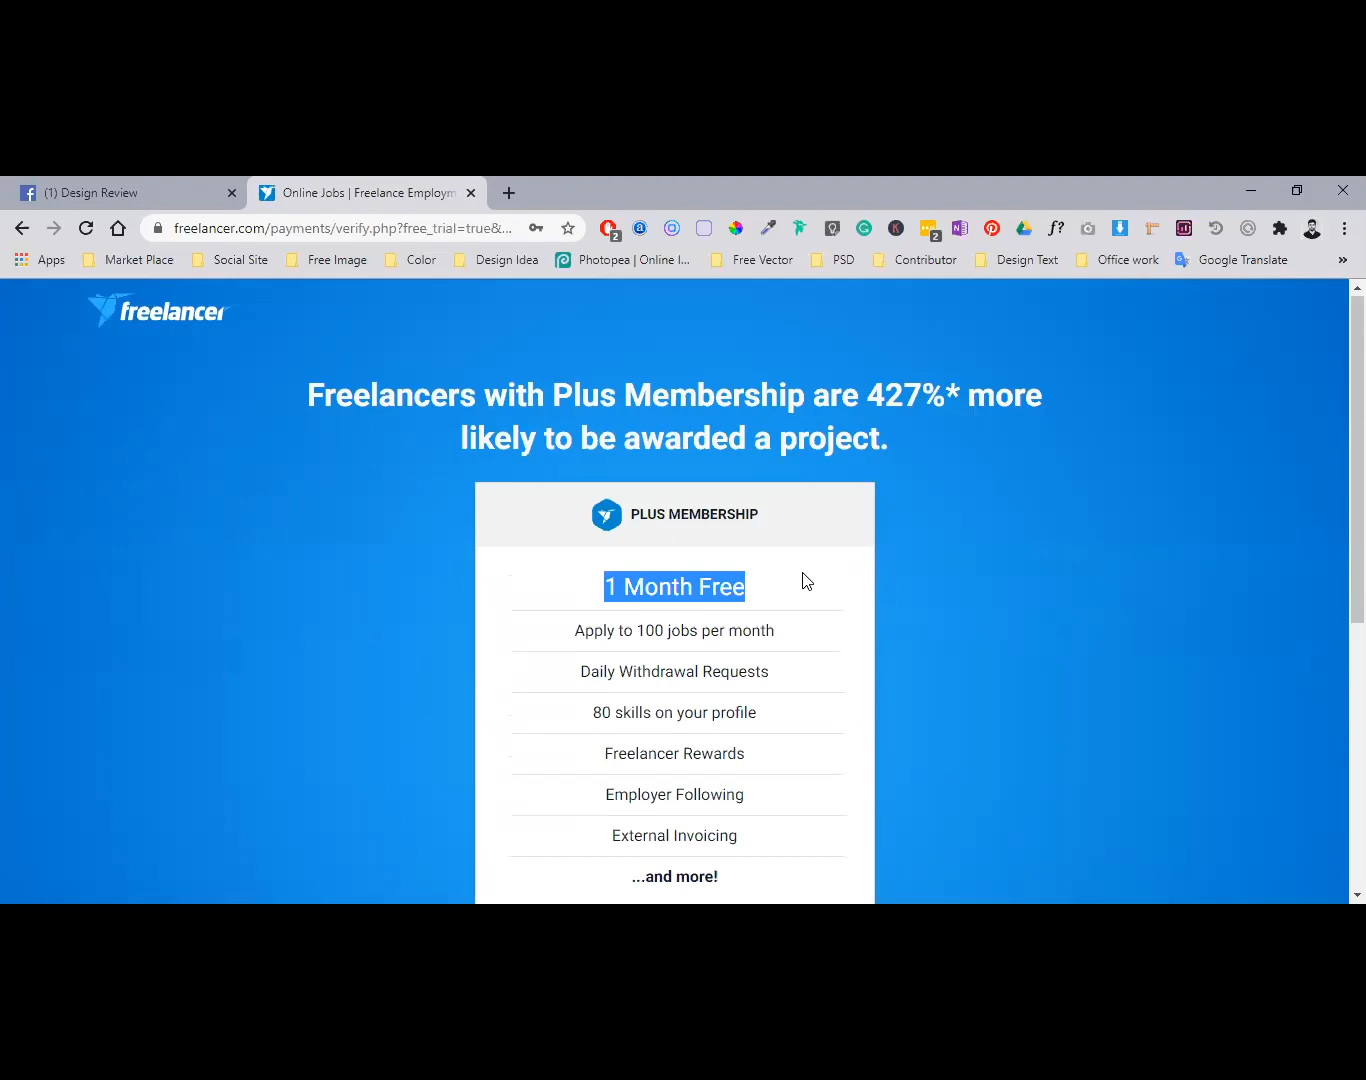 (1) Design Review
Online Jobs | Freelance Employm
freelancer.com/payments/verify.php?free_trial=true&...
2
2
f?
Apps
Market Place
Social Site
Free Image
Color
Design Idea
Photopea | Online I...
Free Vector
PSD
Contributor
Design Text
Office work
Google Translate
»
freelancer
Freelancers with Plus Membership are 427%* more
likely to be awarded a project.
PLUS MEMBERSHIP
1 Month Free
Apply to 100 jobs per month
Daily Withdrawal Requests
80 skills on your profile
Freelancer Rewards
Employer Following
External Invoicing
...and more!